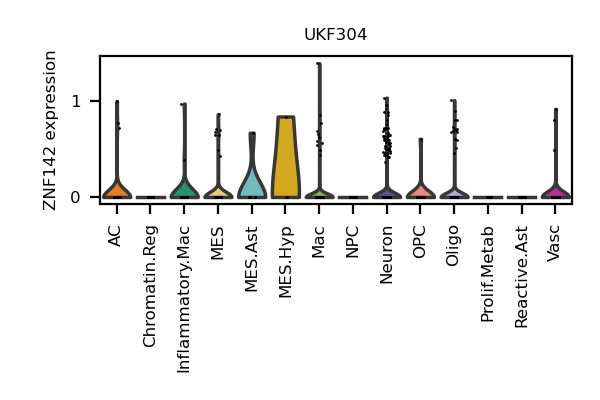 UKF304
ZNF142 expression
1
0
AC
Chromatin.Reg
Inflammatory.Mac
MES
MES.Ast
MES.Hyp
Mac
NPC
Neuron
OPC
Oligo
Prolif.Metab
Reactive.Ast
Vasc